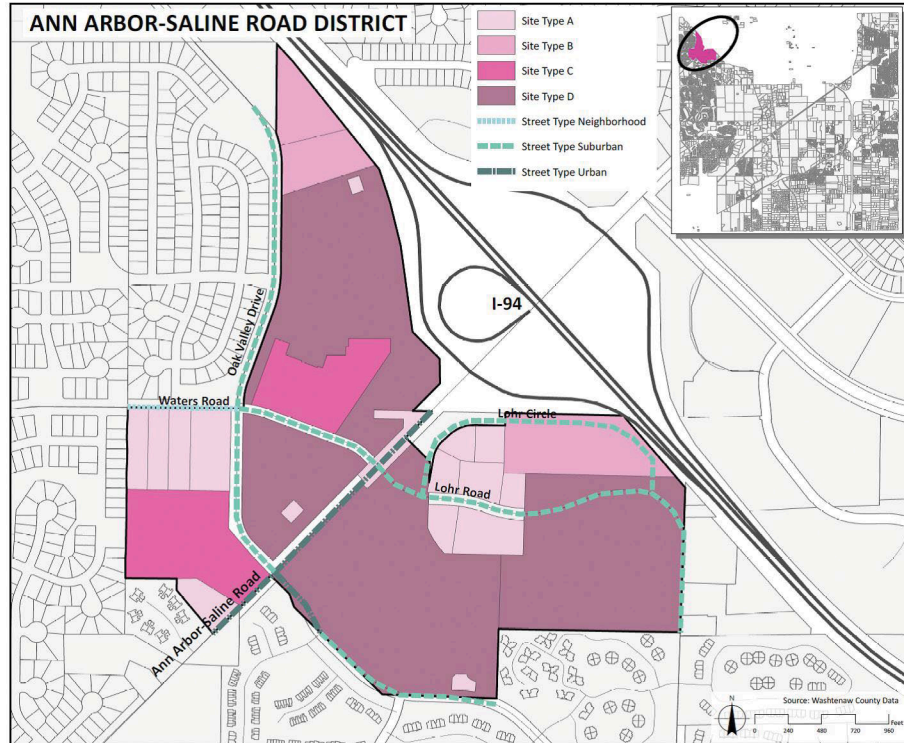 ANN ARBOR-SALINE ROAD DISTRICT
Site Type A
Site Type B
Site Type C
Site Type D
Street Type Neighborhood
Street Type Suburban
Street Type Urban
I-94
Oak Valley Drive
Waters Road
Lohr Circle
Lohr Road
Ann Arbor-Saline Road
Source: Washtenaw County Data
N
Feet
0 240 480 720 960